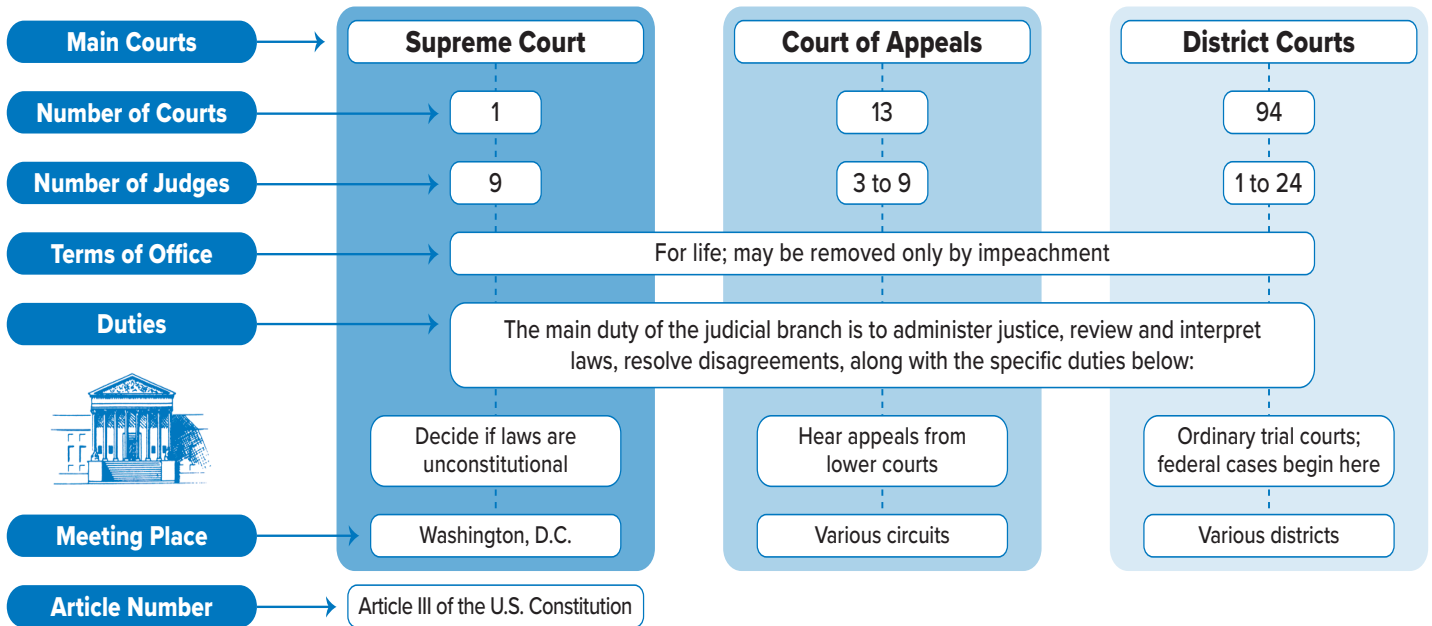 Main Courts
Supreme Court
Court of Appeals
District Courts
Number of Courts
1
13
94
Number of Judges
9
3 to 9
1 to 24
Terms of Office
For life; may be removed only by impeachment
Duties
The main duty of the judicial branch is to administer justice, review and interpret
laws, resolve disagreements, along with the specific duties below:
Decide if laws are
unconstitutional
Hear appeals from
lower courts
Ordinary trial courts;
federal cases begin here
Meeting Place
Washington, D.C.
Various circuits
Various districts
Article Number
Article III of the U.S. Constitution